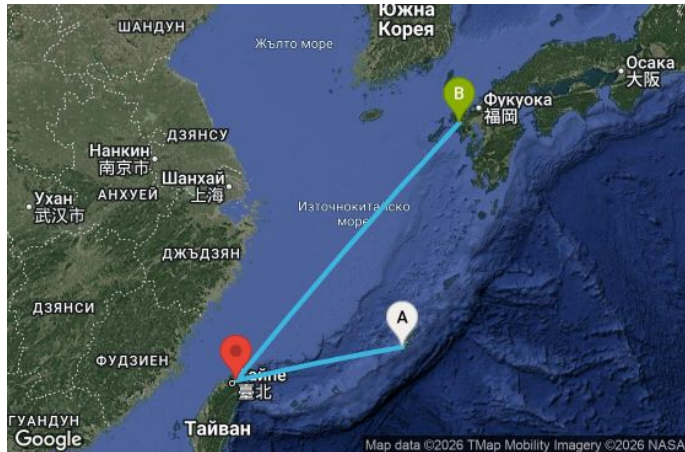 ШАНДУН
Жълто море
Южна
Корея
Осака
大阪
B
Фукуока
福岡
ДЗЯНСУ
Нанкин
南京市
Шанхай
上海
АНХУЕЙ
Ухан
武汉市
Източнокитайско
море
ДЖЪДЗЯН
ДЗЯНСИ
A
ФУДЗИЕН
臺北
ГУАНДУН
Тайван
Google
Map data ©2026 TMap Mobility Imagery ©2026 NASA